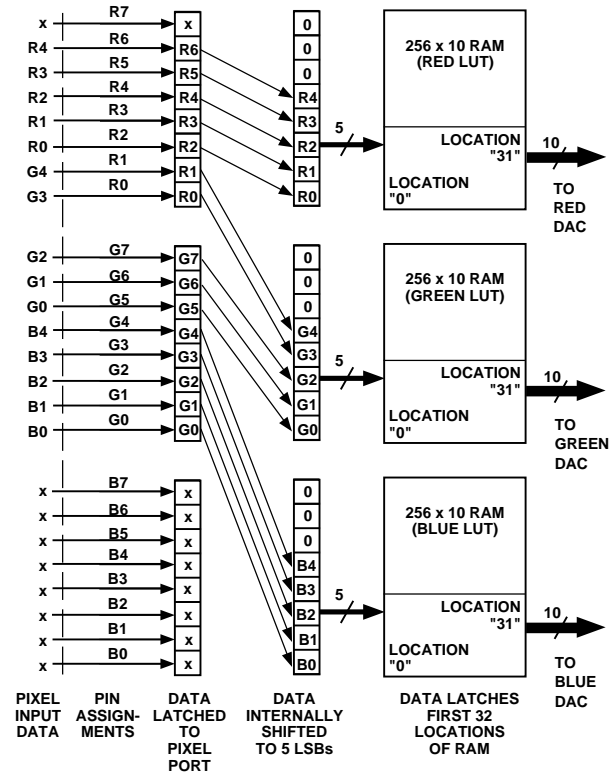 x R7 x 0
R4 R6 R6 0
R3 R5 R5 0
R2 R4 R4 R4
R1 R3 R3 R3
R0 R2 R2 R2
G4 R1 R1 R1
G3 R0 R0 R0
5
256 x 10 RAM
(RED LUT)
LOCATION
"31"
LOCATION
"0"
10
TO
RED
DAC
G2 G7 G7 0
G1 G6 G6 0
G0 G5 G5 0
B4 G4 G4 G4
B3 G3 G3 G3
B2 G2 G2 G2
B1 G1 G1 G1
B0 G0 G0 G0
5
256 x 10 RAM
(GREEN LUT)
LOCATION
"31"
LOCATION
"0"
10
TO
GREEN
DAC
x B7 x 0
x B6 x 0
x B5 x 0
x B4 x B4
x B3 x B3
x B2 x B2
x B1 x B1
x B0 x B0
5
256 x 10 RAM
(BLUE LUT)
LOCATION
"31"
LOCATION
"0"
10
TO
BLUE
DAC
PIXEL
INPUT
DATA
PIN
ASSIGN-
MENTS
DATA
LATCHED
TO
PIXEL
PORT
DATA
INTERNALLY
SHIFTED
TO 5 LSBs
DATA LATCHES
FIRST 32
LOCATIONS
OF RAM